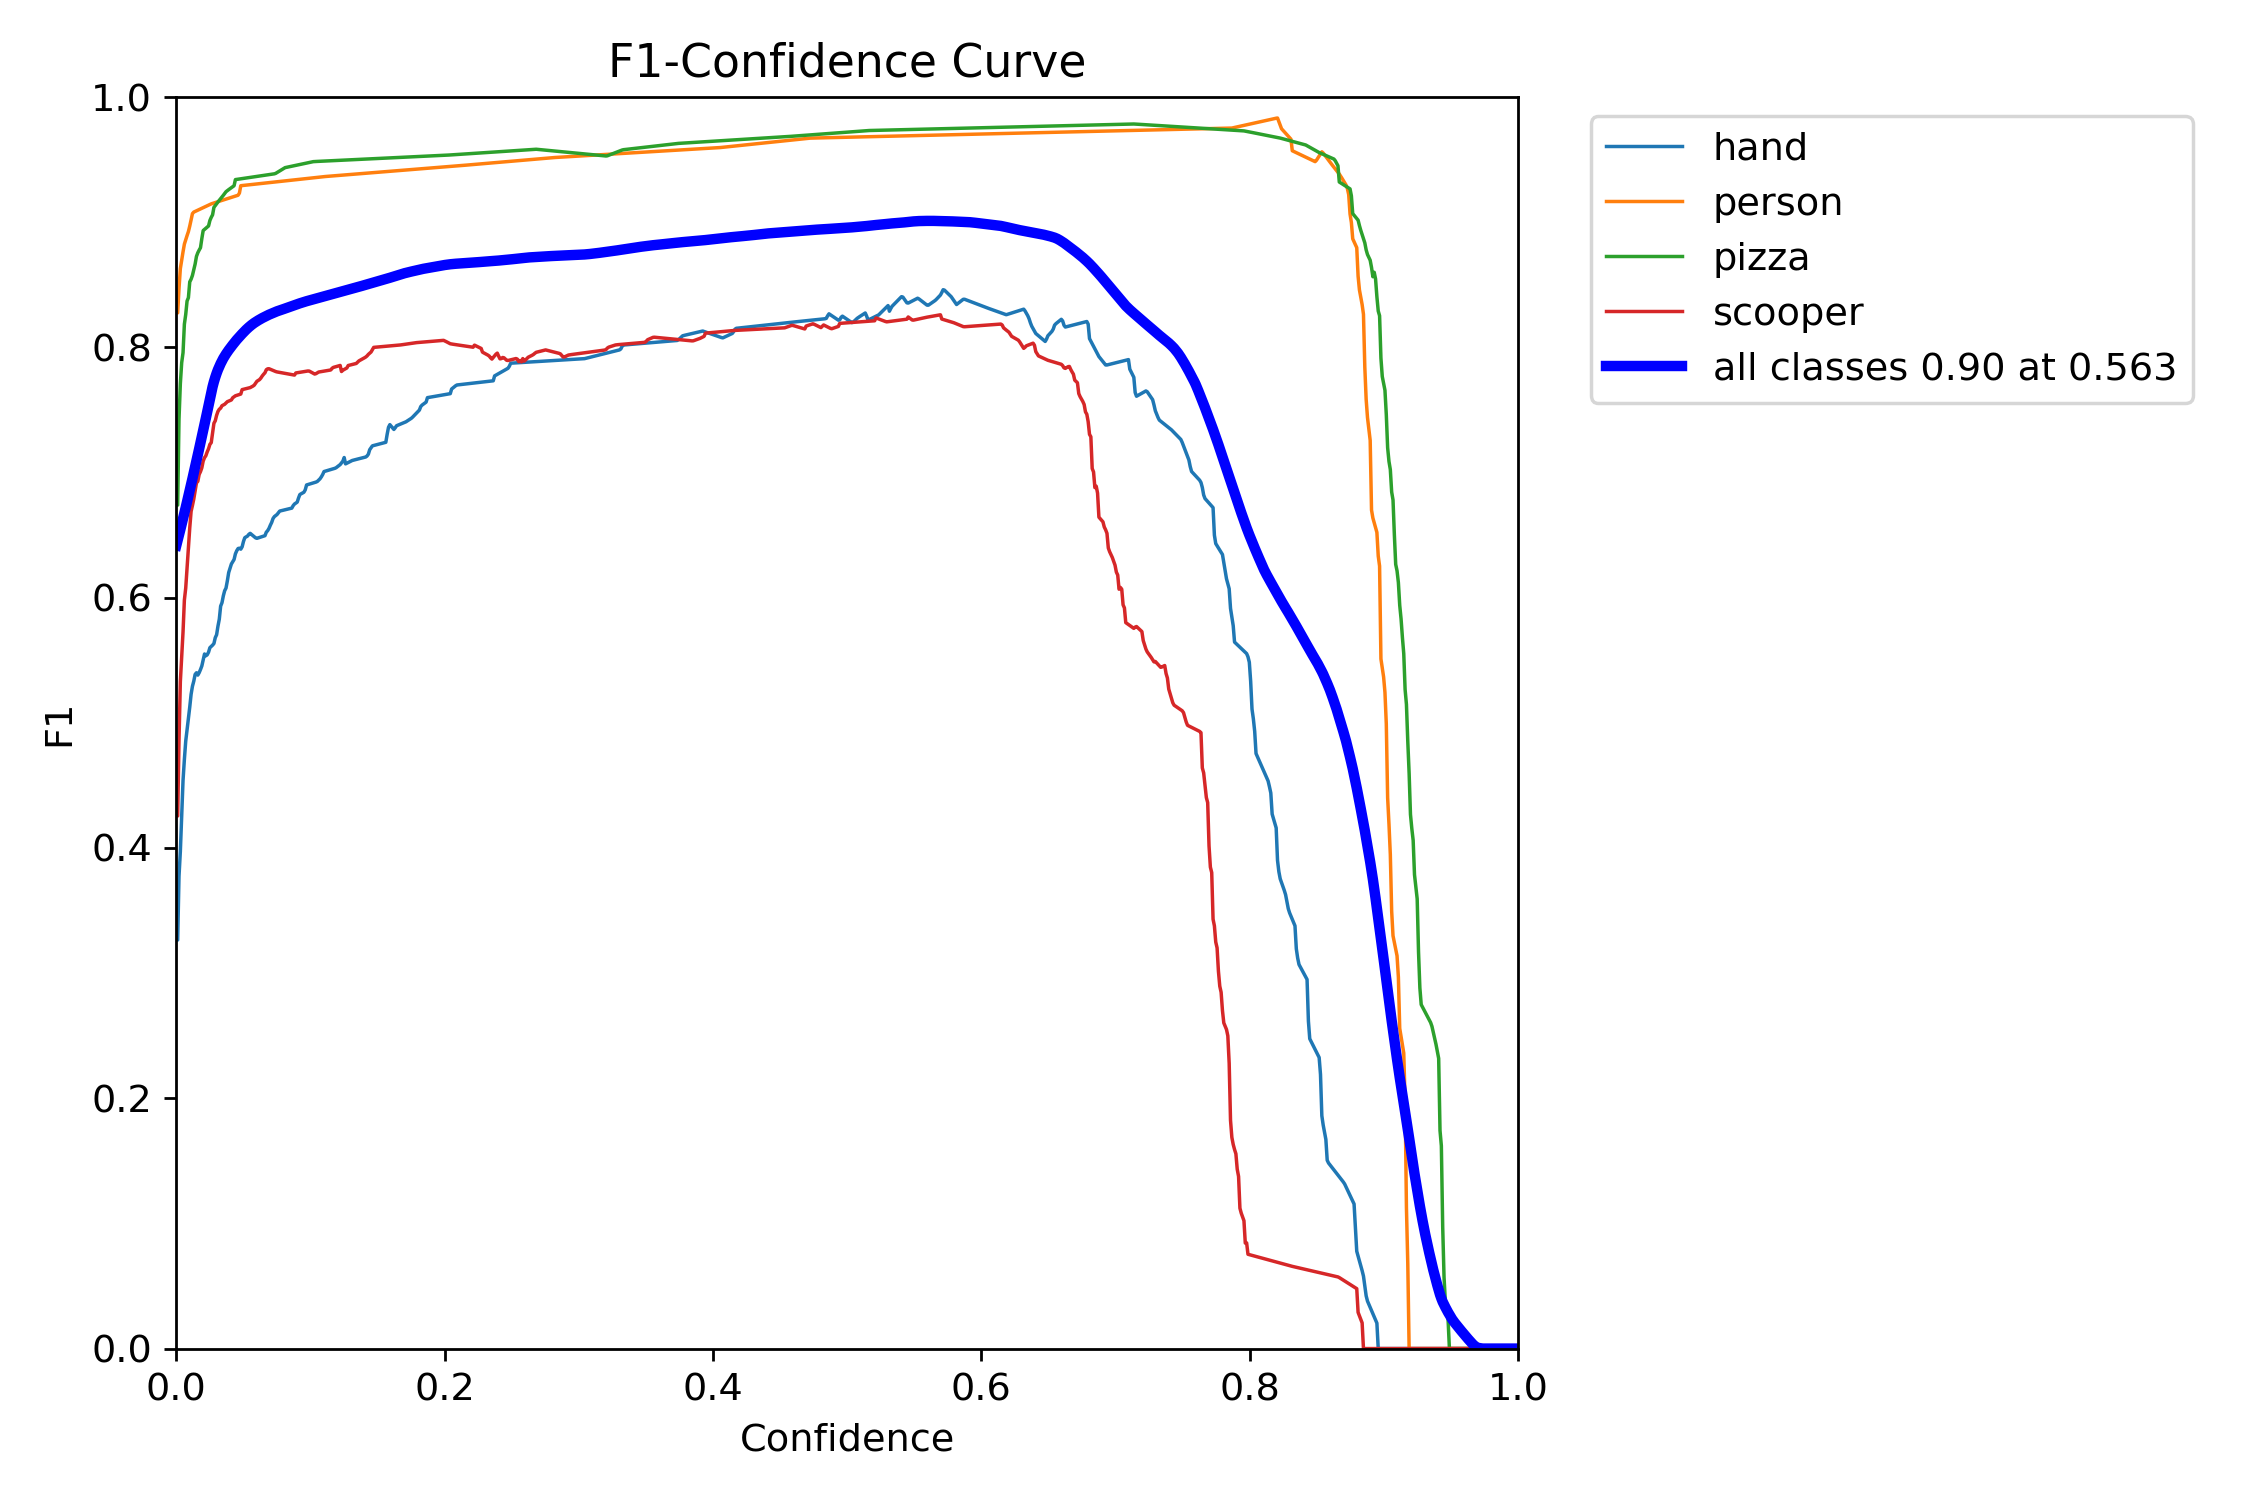 F1-Confidence Curve
1.0
0.8
0.6
0.4
0.2
0.0
F1
0.0 0.2 0.4 0.6 0.8 1.0
Confidence
hand
person
pizza
scooper
all classes 0.90 at 0.563